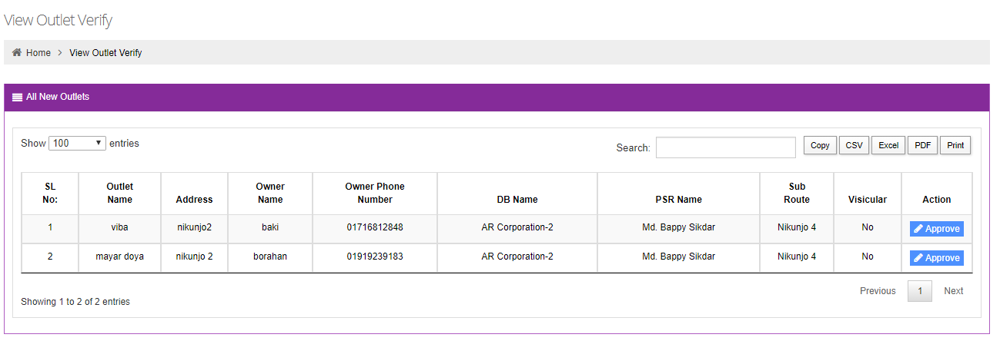 View Outlet Verify
Home > View Outlet Verify
All New Outlets
Show 100 entries Search: Copy CSV Excel PDF Print
SL No: Outlet Name Address Owner Name Owner Phone Number DB Name PSR Name Sub Route Visicular Action
1 viba nikunjo2 baki 01716812848 AR Corporation-2 Md. Bappy Sikdar Nikunjo 4 No Approve
2 mayar doya nikunjo 2 borahan 01919239183 AR Corporation-2 Md. Bappy Sikdar Nikunjo 4 No Approve
Previous 1 Next
Showing 1 to 2 of 2 entries